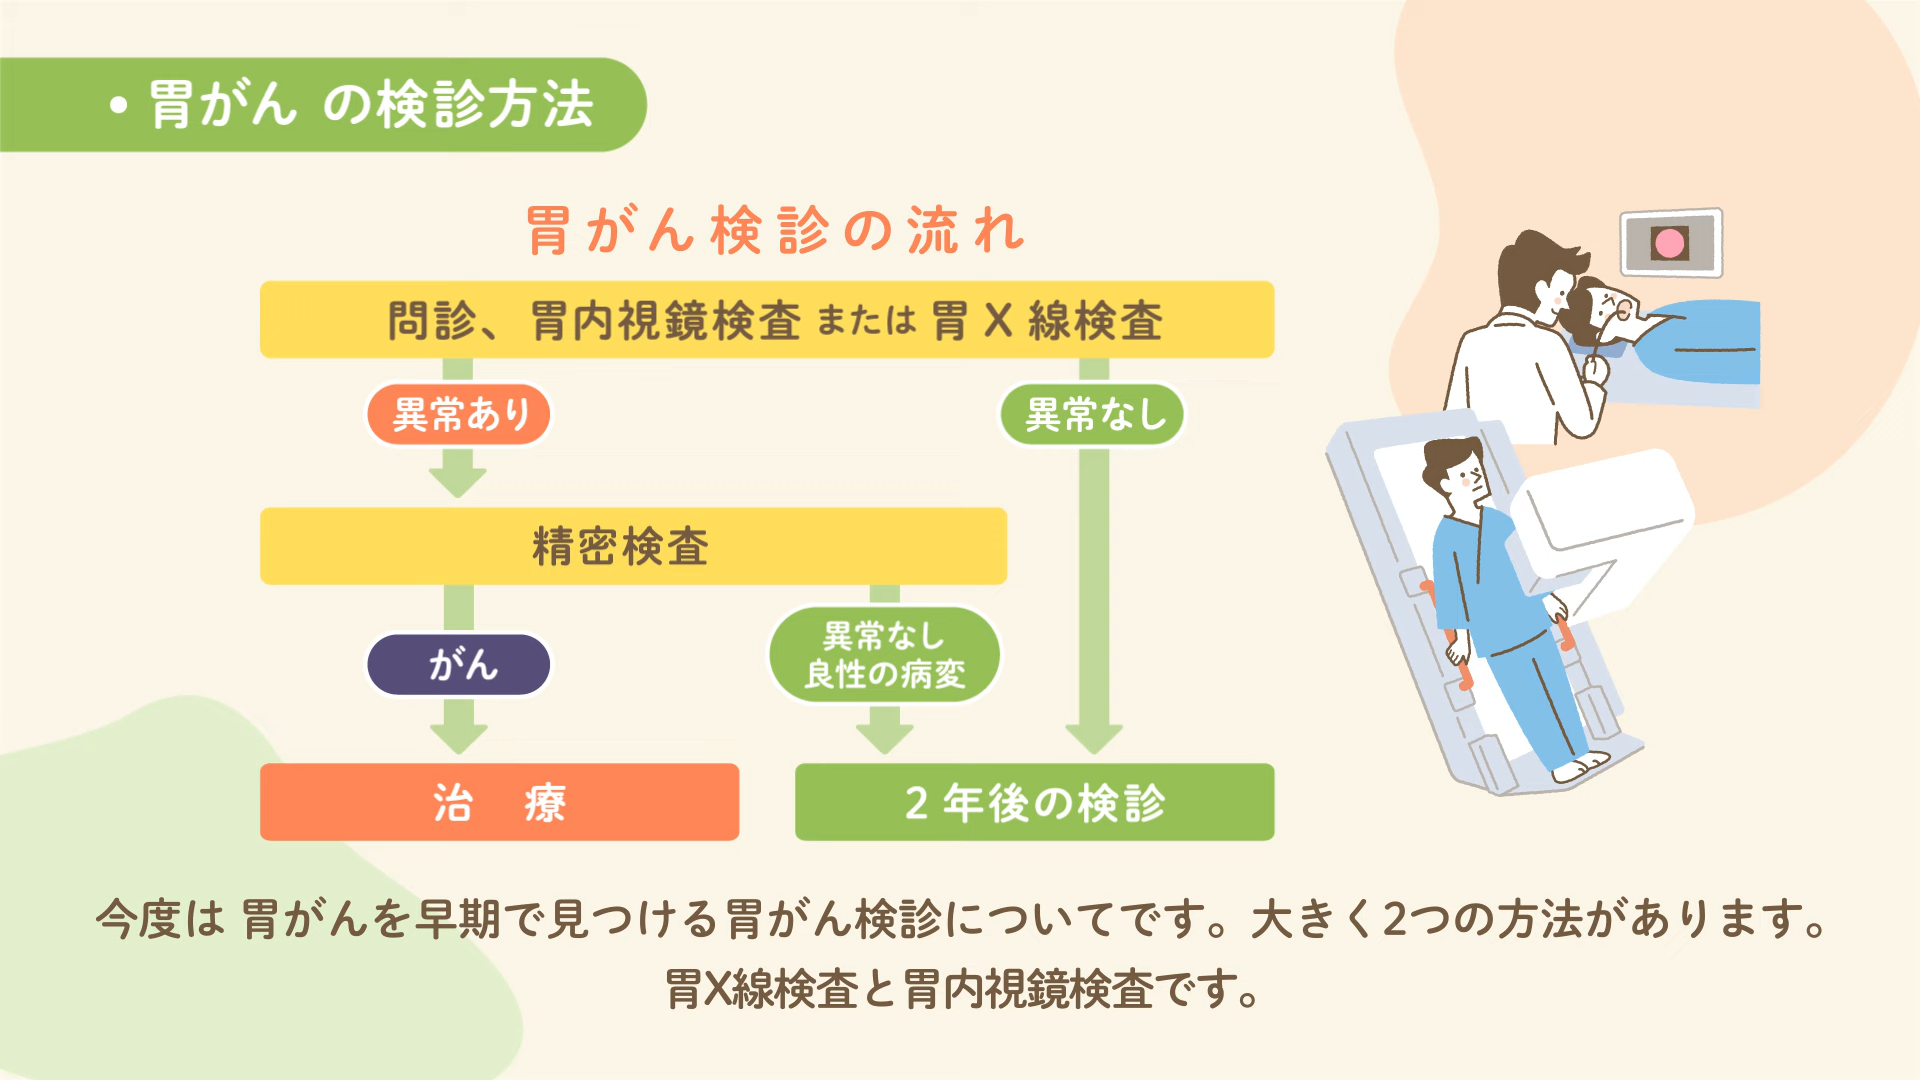 ・胃がん の検診方法
胃がん検診の流れ
問診、胃内視鏡検査 または 胃 X 線検査
異常あり
異常なし
精密検査
がん
異常なし
良性の病変
治　療
2 年後の検診
今度は 胃がんを早期で見つける胃がん検診についてです。大きく2つの方法があります。
胃X線検査と胃内視鏡検査です。